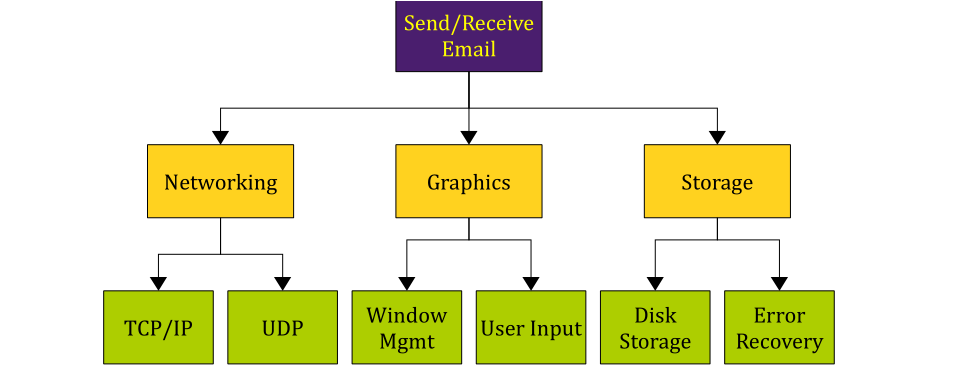 Send/Receive
Email
Networking
Graphics
Storage
TCP/IP
UDP
Window
Mgmt
User Input
Disk
Storage
Error
Recovery